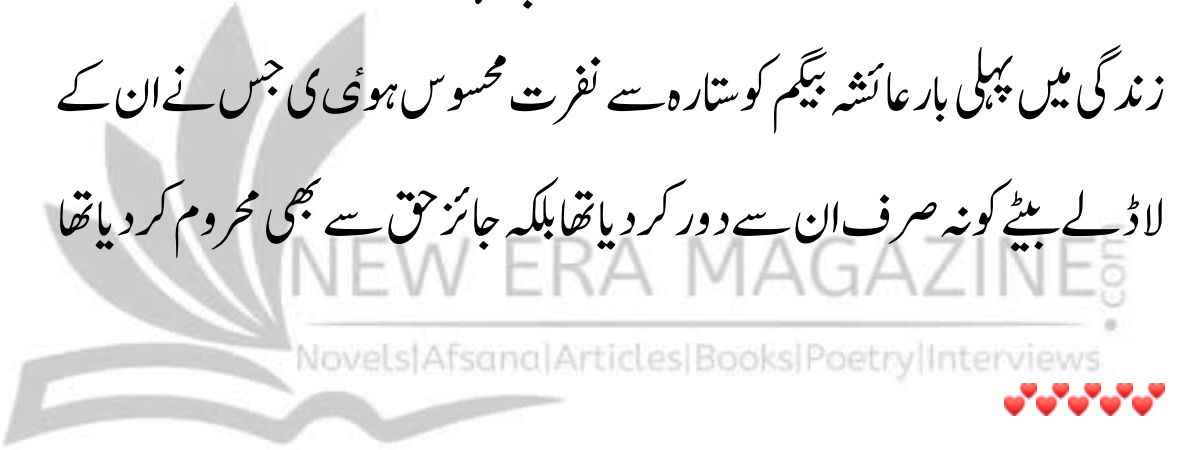 زندگی میں پہلی بار عائشہ بیگم کو ستارہ سے نفرت محسوس ہوئی ی جس نے ان کے
لاڈلے بیٹے کو نہ صرف ان سے دور کر دیا تھا بلکہ جائز حق سے بھی محروم کر دیا تھا
NEW ERA MAGAZINE.com
Novels|Afsana|Articles|Books|Poetry|Interviews
💕💕💕💕💕